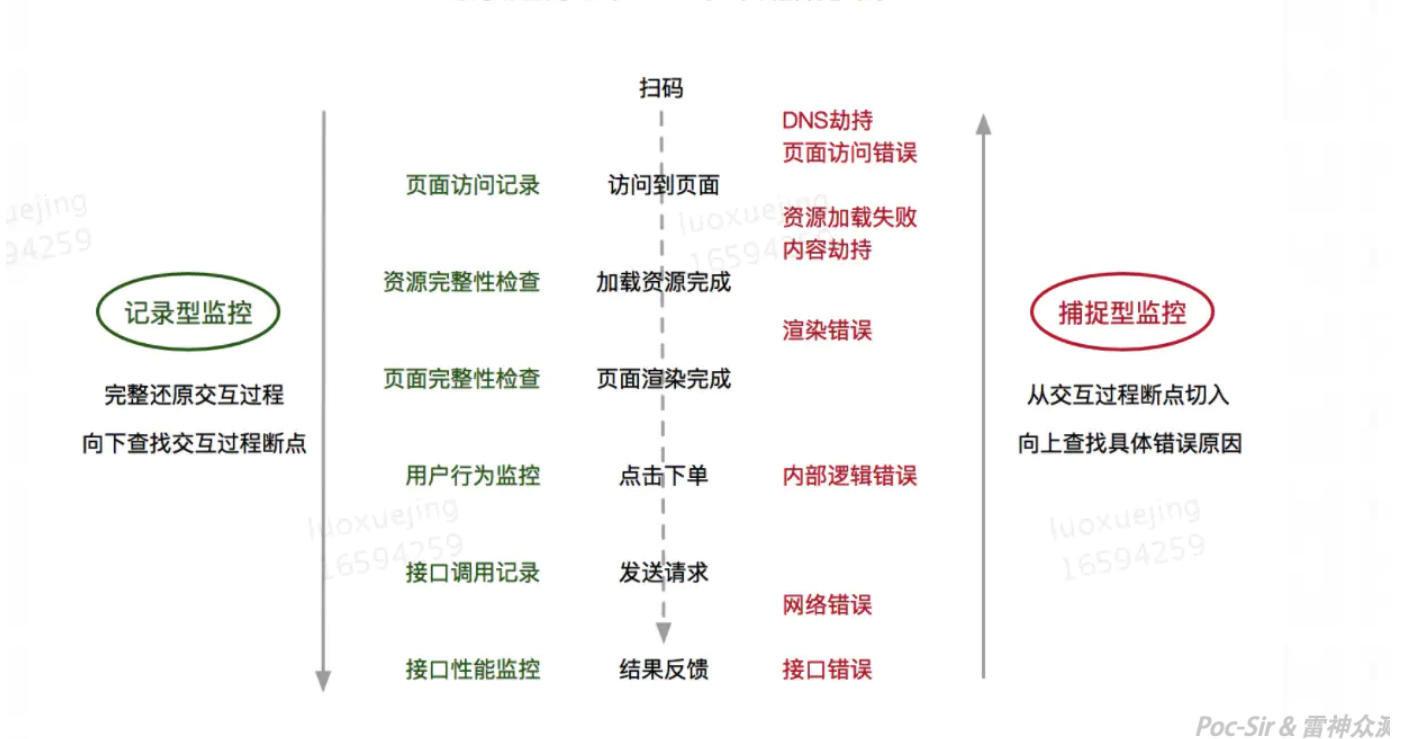 扫码
DNS劫持
页面访问错误
页面访问记录
访问到页面
资源加载失败
内容劫持
资源完整性检查
加载资源完成
记录型监控
捕捉型监控
渲染错误
完整还原交互过程
向下查找交互过程断点
页面完整性检查
页面渲染完成
从交互过程断点切入
向上查找具体错误原因
用户行为监控
点击下单
内部逻辑错误
接口调用记录
发送请求
网络错误
接口性能监控
结果反馈
接口错误
uejing
94259
luoxuejing
luoxuejing
16594259
luoxuejing
16594259
Poc-Sir & 雷神众测